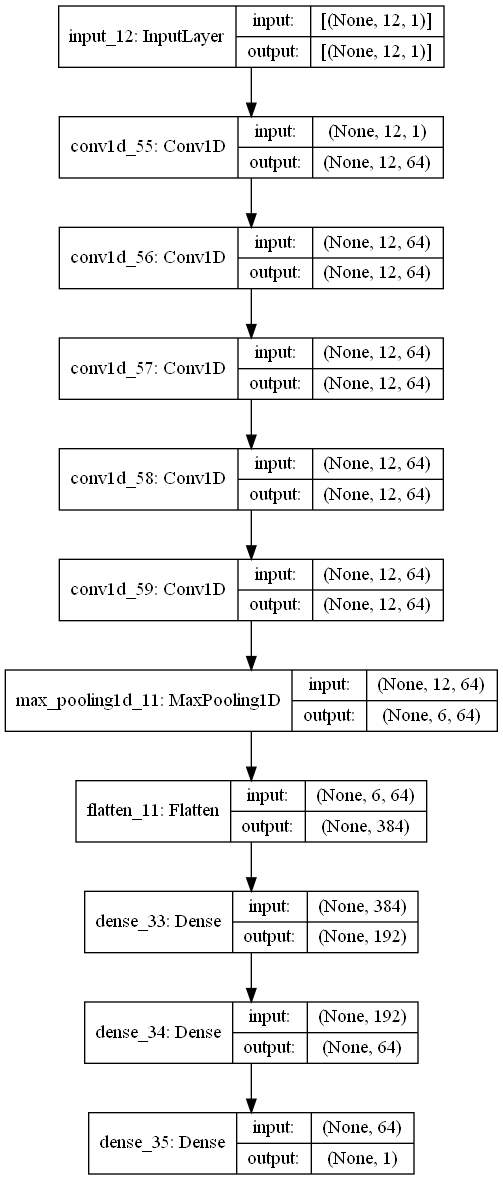 input_12: InputLayer
input: [(None, 12, 1)]
output: [(None, 12, 1)]
conv1d_55: Conv1D
input: (None, 12, 1)
output: (None, 12, 64)
conv1d_56: Conv1D
input: (None, 12, 64)
output: (None, 12, 64)
conv1d_57: Conv1D
input: (None, 12, 64)
output: (None, 12, 64)
conv1d_58: Conv1D
input: (None, 12, 64)
output: (None, 12, 64)
conv1d_59: Conv1D
input: (None, 12, 64)
output: (None, 12, 64)
max_pooling1d_11: MaxPooling1D
input: (None, 12, 64)
output: (None, 6, 64)
flatten_11: Flatten
input: (None, 6, 64)
output: (None, 384)
dense_33: Dense
input: (None, 384)
output: (None, 192)
dense_34: Dense
input: (None, 192)
output: (None, 64)
dense_35: Dense
input: (None, 64)
output: (None, 1)